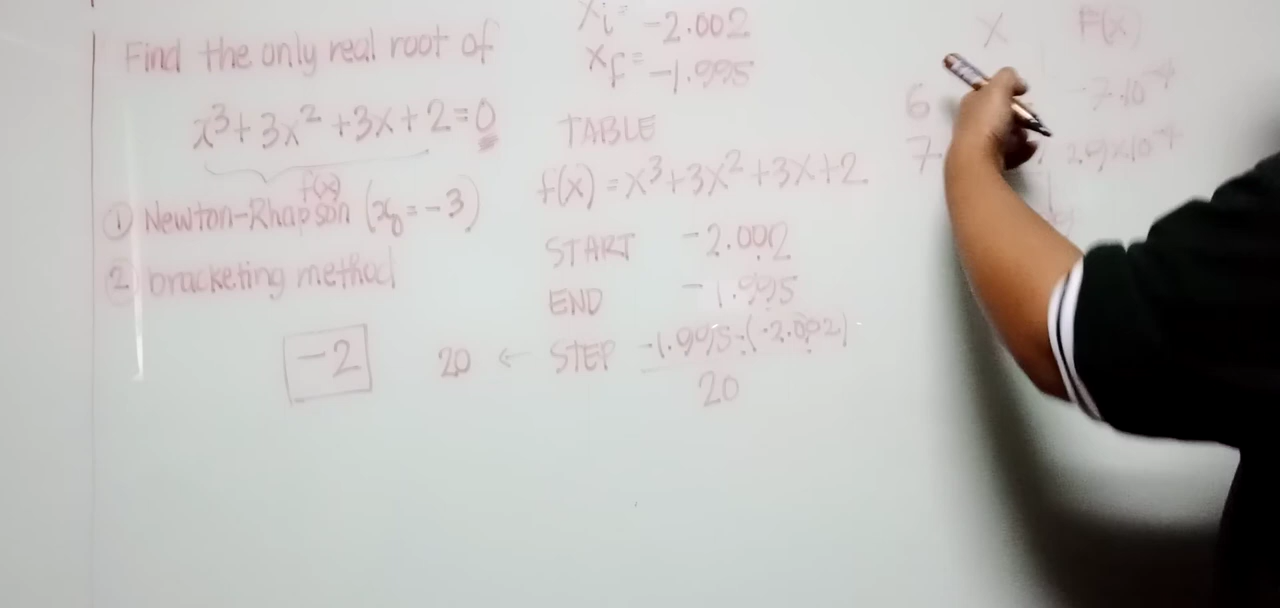 Find the only real root of
x³+3x²+3x+2=0
f(x)
① Newton-Rhapson (x₀=-3)
② bracketing method
-2
xi = -2.002
xf = -1.995
TABLE
f(x)=x³+3x²+3x+2
START -2.002
END -1.995
20 ← STEP -1.995-(-2.002)
20
X F(x)
6 -7·10⁻⁴
7 2.9×10⁻⁴